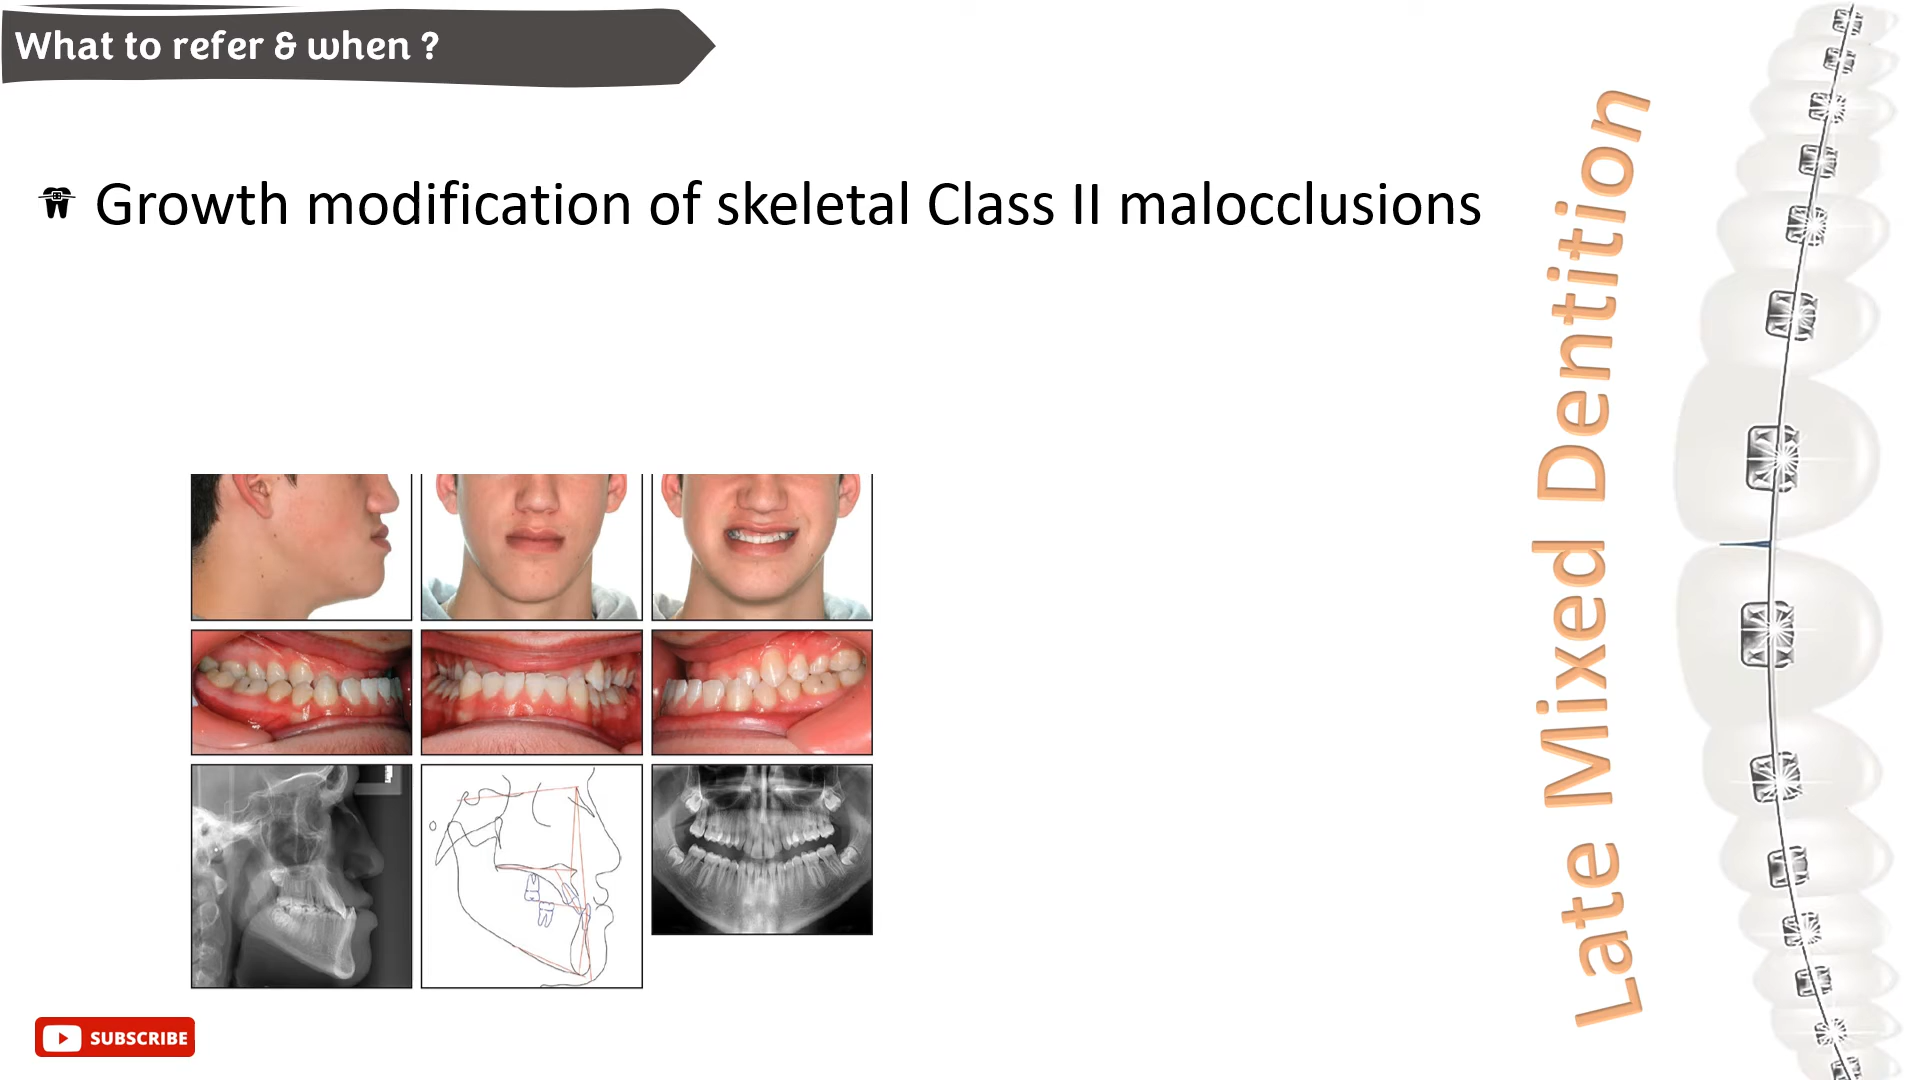 What to refer & when ?
Growth modification of skeletal Class II malocclusions
Late Mixed Dentition
SUBSCRIBE